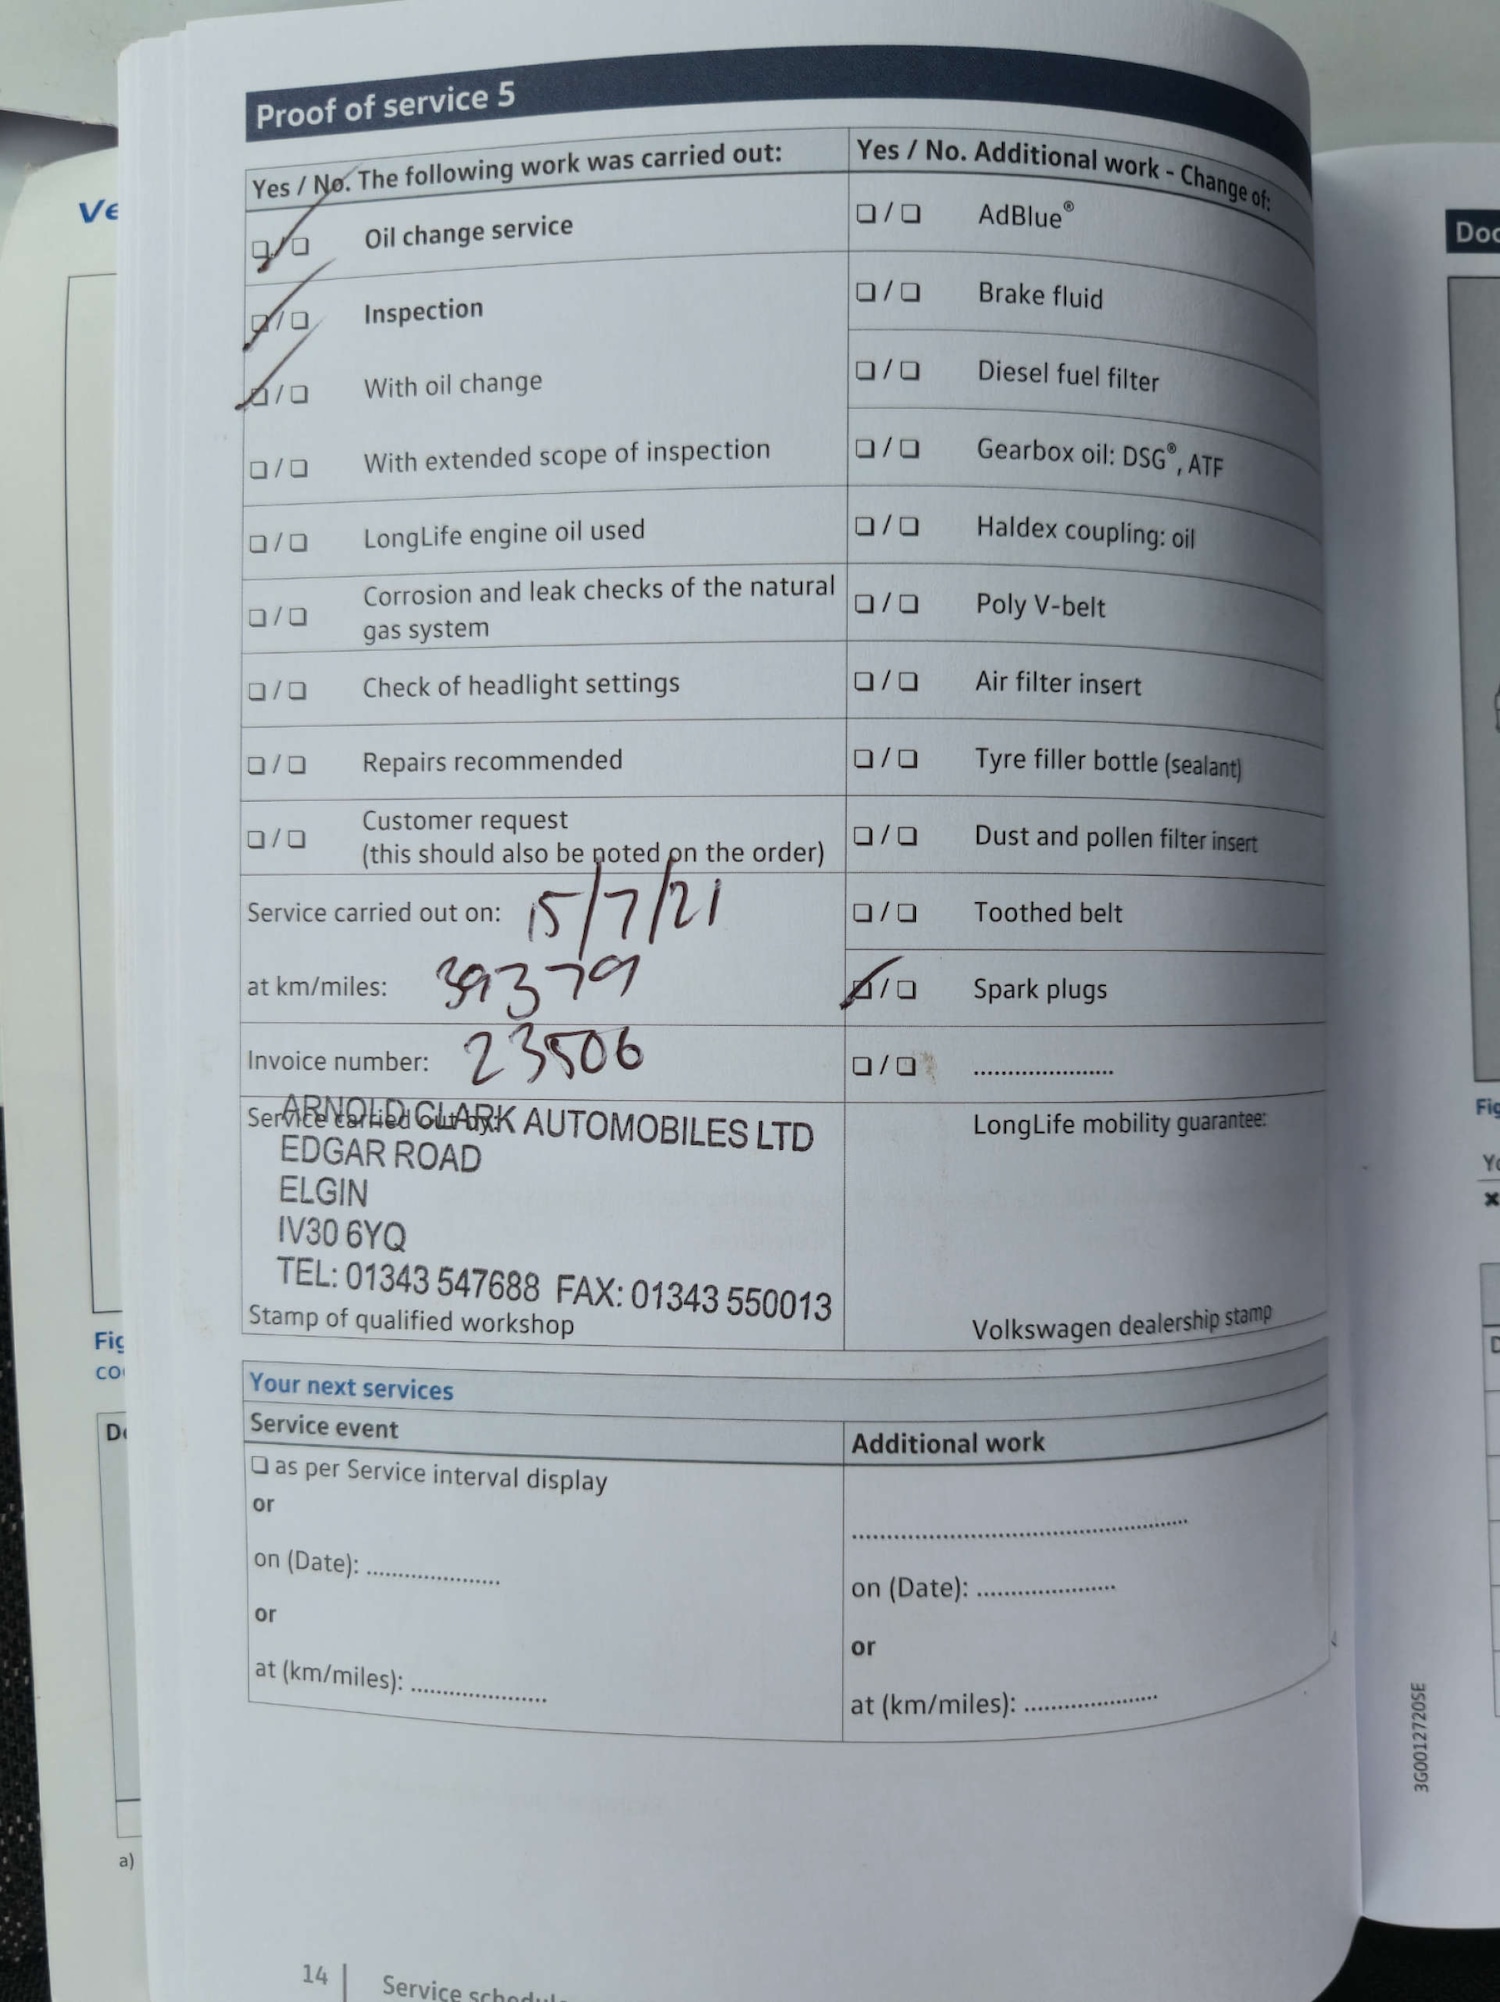 Proof of service 5
Yes / No. The following work was carried out:
❏ / ❏ Oil change service
❏ / ❏ Inspection
❏ / ❏ With oil change
❏ / ❏ With extended scope of inspection
❏ / ❏ LongLife engine oil used
❏ / ❏ Corrosion and leak checks of the natural
gas system
❏ / ❏ Check of headlight settings
❏ / ❏ Repairs recommended
❏ / ❏ Customer request
(this should also be noted on the order)
Service carried out on: 15/7/21
at km/miles: 39379
Invoice number: 23506
Service carried out by:
ARNOLD CLARK AUTOMOBILES LTD
EDGAR ROAD
ELGIN
IV30 6YQ
TEL: 01343 547688 FAX: 01343 550013
Stamp of qualified workshop
Yes / No. Additional work - Change of:
❏ / ❏ AdBlue®
❏ / ❏ Brake fluid
❏ / ❏ Diesel fuel filter
❏ / ❏ Gearbox oil: DSG®, ATF
❏ / ❏ Haldex coupling: oil
❏ / ❏ Poly V-belt
❏ / ❏ Air filter insert
❏ / ❏ Tyre filler bottle (sealant)
❏ / ❏ Dust and pollen filter insert
❏ / ❏ Toothed belt
❏ / ❏ Spark plugs
❏ / ❏ ......................
LongLife mobility guarantee:
Volkswagen dealership stamp
Your next services
Service event
❏ as per Service interval display
or
on (Date): .....................
or
at (km/miles): .....................
Additional work
.....................................................
on (Date): ......................
or
at (km/miles): .....................
14
Service
3G0012720SE
a)
Fig